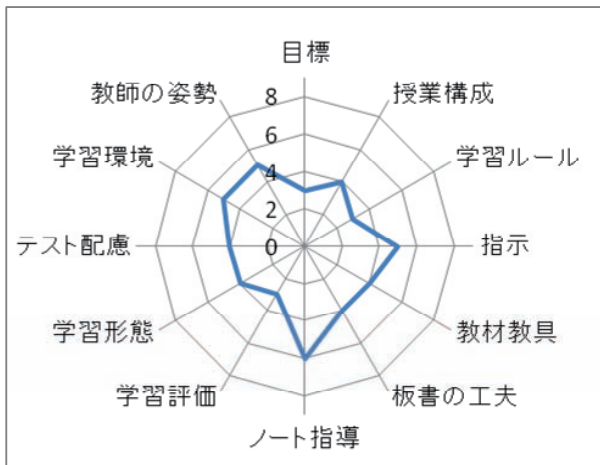 目標
教師の姿勢
授業構成
8
学習環境
6
学習ルール
4
2
テスト配慮
0
指示
学習形態
教材教具
学習評価
板書の工夫
ノート指導